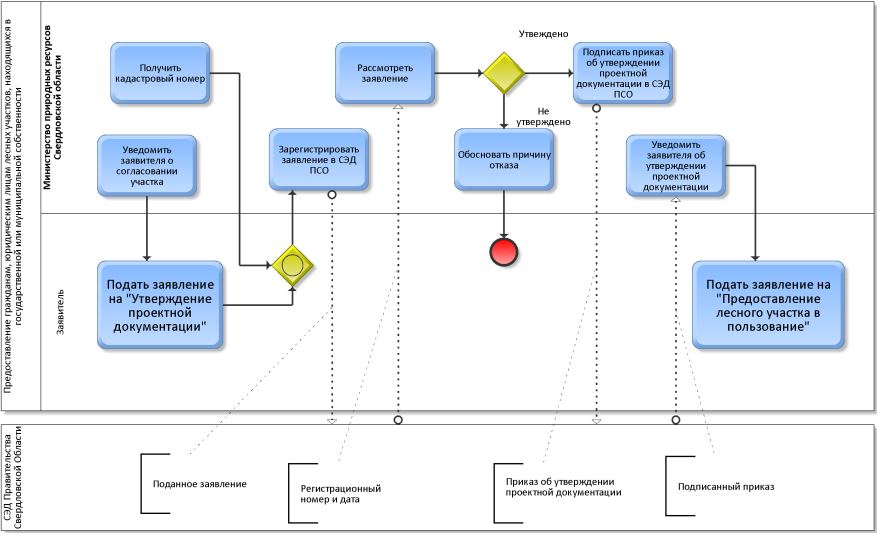 Предоставление гражданам, юридическим лицам лесных участков, находящихся в
государственной или муниципальной собственности
Министерство природных ресурсов
Свердловской области
Получить
кадастровый номер
Рассмотреть
заявление
Утвеждено
Подписать приказ
об утверждении
проектной
документации в СЭД
ПСО
Не
утверждено
Уведомить
заявителя о
согласовании
участка
Зарегистрировать
заявление в СЭД
ПСО
Обосновать причину
отказа
Уведомить
заявителя об
утверждении
проектной
документации
Заявитель
Подать заявление
на "Утверждение
проектной
документации"
Подать заявление на
"Предоставление
лесного участка в
пользование"
СЭД Правительства
Свердловской Области
Поданное заявление
Регистрационный
номер и дата
Приказ об утверждении
проектной документации
Подписанный приказ